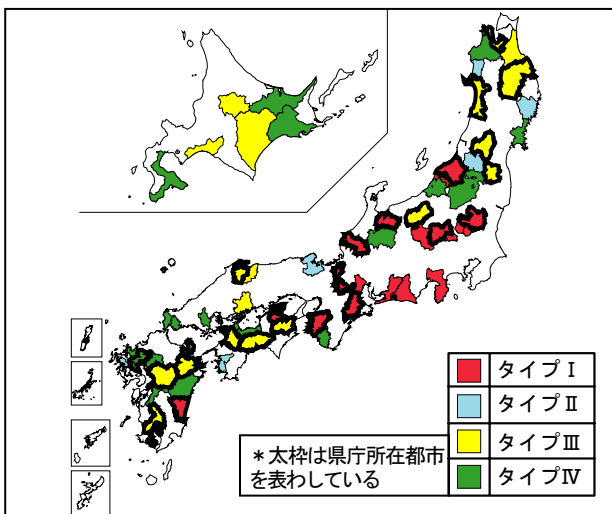 タイプⅠ
タイプⅡ
タイプⅢ
タイプⅣ
＊太枠は県庁所在都市
を表わしている